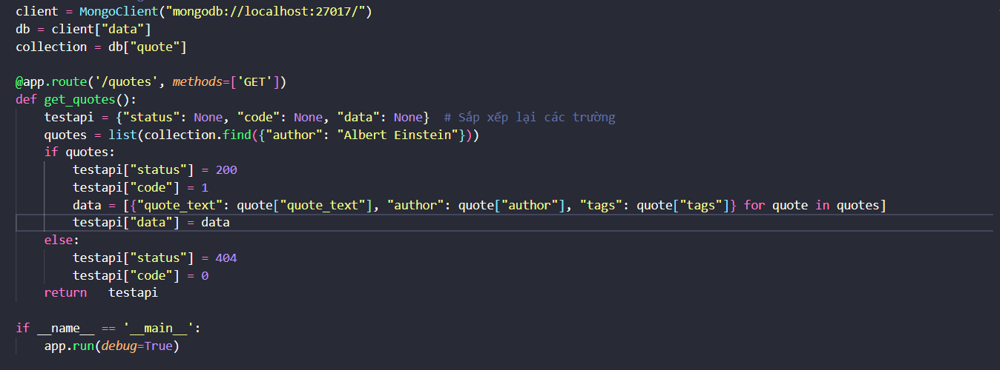 client = MongoClient("mongodb://localhost:27017/")
db = client["data"]
collection = db["quote"]
@app.route('/quotes', methods=['GET'])
def get_quotes():
    testapi = {"status": None, "code": None, "data": None}  # Sắp xếp lại các trường
    quotes = list(collection.find({"author": "Albert Einstein"}))
    if quotes:
        testapi["status"] = 200
        testapi["code"] = 1
        data = [{"quote_text": quote["quote_text"], "author": quote["author"], "tags": quote["tags"]} for quote in quotes]
        testapi["data"] = data
    else:
        testapi["status"] = 404
        testapi["code"] = 0
    return   testapi
if __name__ == '__main__':
    app.run(debug=True)